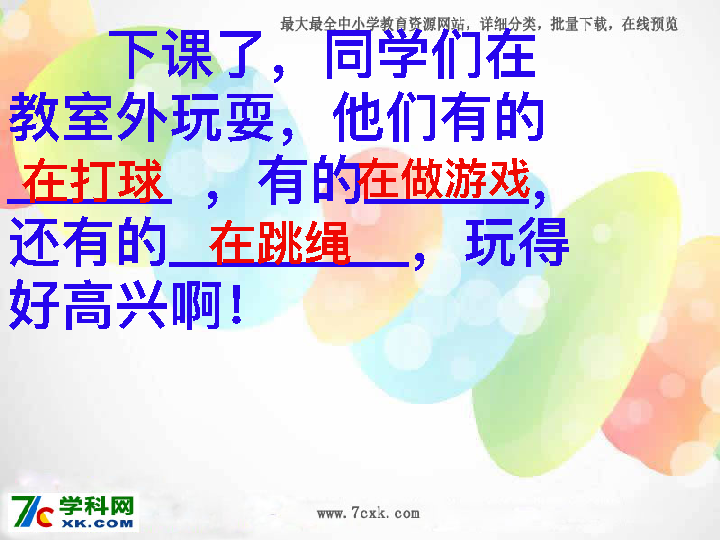 最大最全中小学教育资源网站，详细分类，批量下载，在线预览
下课了，同学们在
教室外玩耍，他们有的
在打球，有的在做游戏，
还有的在跳绳，玩得
好高兴啊！
7c学科网
XK.COM
www.7cxk.com